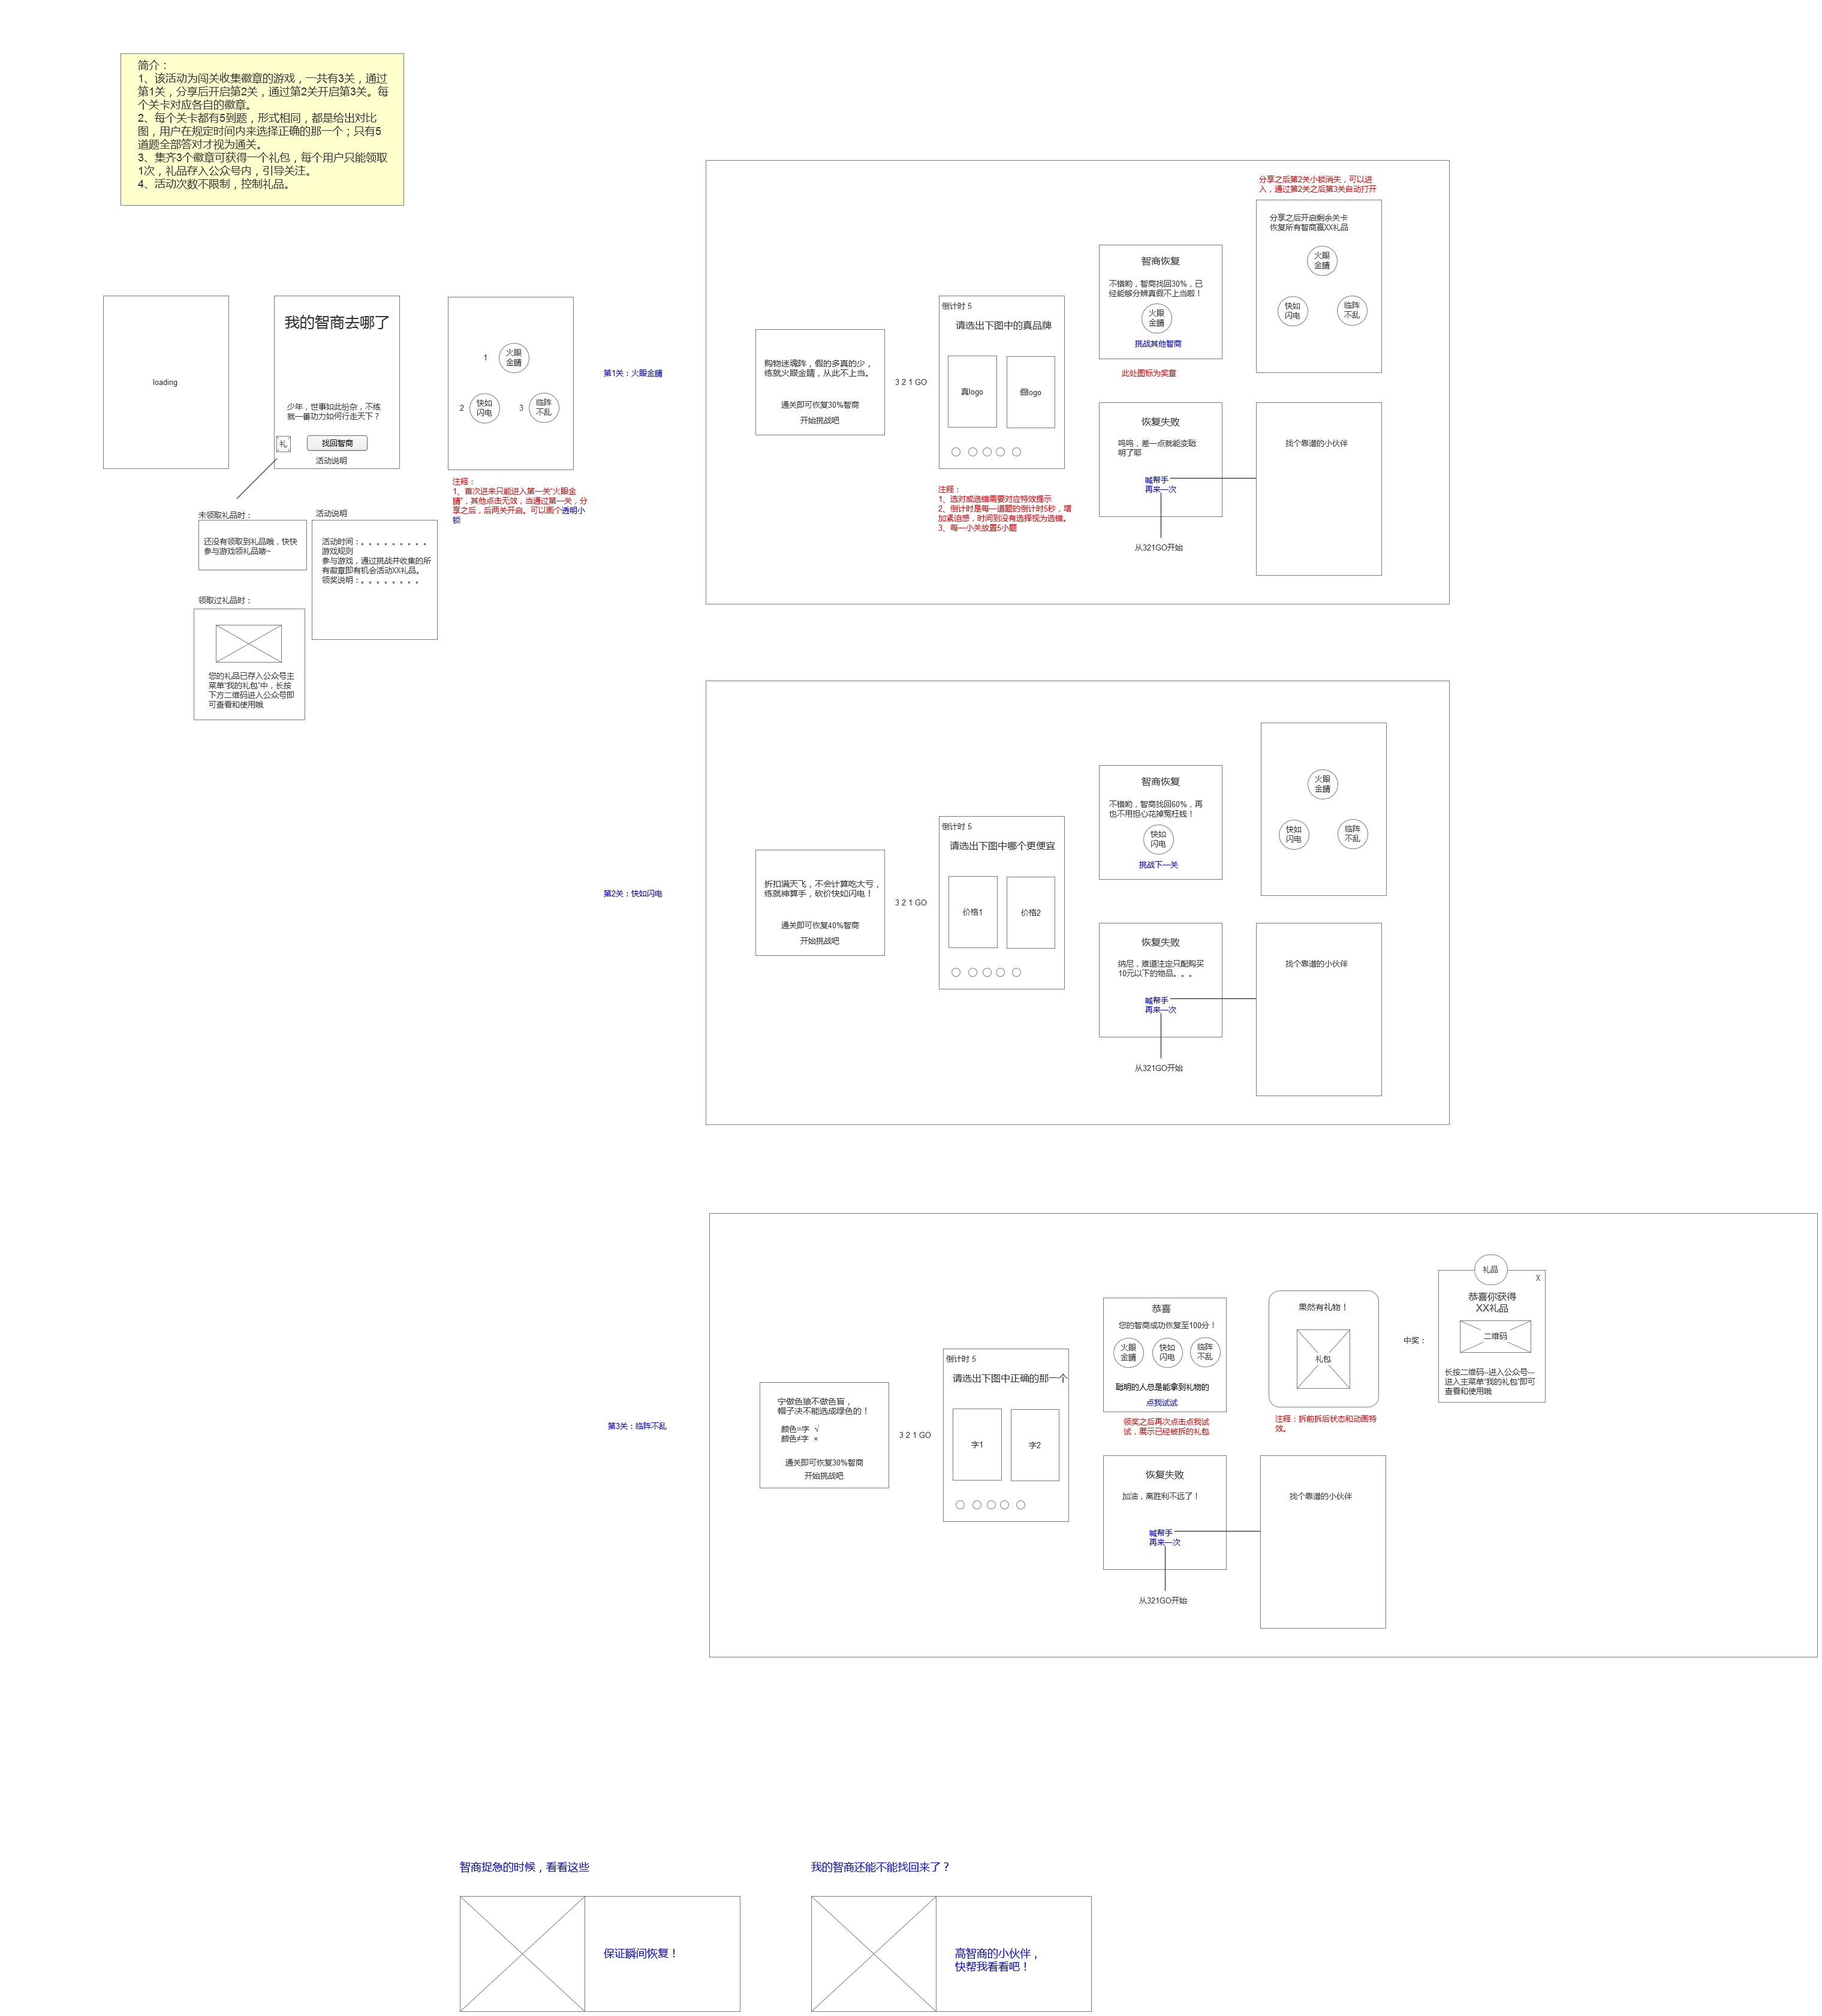 简介：
1、该活动为闯关收集徽章的游戏，一共有3关，通过
第1关，分享后开启第2关，通过第2关开启第3关。每
个关卡对应各自的徽章。
2、每个关卡都有5到题，形式相同，都是给出对比
图，用户在规定时间内来选择正确的那一个；只有5
道题全部答对才视为通关。
3、集齐3个徽章可获得一个礼包，每个用户只能领取
1次，礼品存入公众号内，引导关注。
4、活动次数不限制，控制礼品。
loading
我的智商去哪了
少年，世事如此纷杂，不练
就一番功力如何行走天下？
礼
找回智商
活动说明
1
火眼
金睛
2
快如
闪电
3
临阵
不乱
注释：
1、首次进来只能进入第一关“火眼金
睛”，其他点击无效，当通过第一关，分
享之后，后两关开启。可以画个透明小
锁
未领取礼品时：
还没有领取到礼品哦，快快
参与游戏领礼品喽~
活动说明
活动时间：。。。。。。。。。
游戏规则
参与游戏，通过挑战并收集的所
有徽章即有机会活动XX礼品。
领奖说明：。。。。。。。。
领取过礼品时：
您的礼品已存入公众号主
菜单“我的礼包”中，长按
下方二维码进入公众号即
可查看和使用哦
第1关：火眼金睛
购物迷魂阵，假的多真的少，
练就火眼金睛，从此不上当。
通关即可恢复30%智商
开始挑战吧
3 2 1 GO
倒计时 5
请选出下图中的真品牌
真logo
假logo
注释：
1、选对或选错需要对应特效提示
2、倒计时是每一道题的倒计时5秒，增
加紧迫感，时间到没有选择视为选错。
3、每一小关放置5小题
智商恢复
不错哟，智商找回30%，已
经能够分辨真假不上当啦！
火眼
金睛
挑战其他智商
此处图标为奖章
分享之后第2关小锁消失，可以进
入，通过第2关之后第3关自动打开
分享之后开启剩余关卡
恢复所有智商赢XX礼品
火眼
金睛
快如
闪电
临阵
不乱
恢复失败
呜呜，差一点就能变聪
明了耶
喊帮手
再来一次
从321GO开始
找个靠谱的小伙伴
第2关：快如闪电
折扣满天飞，不会计算吃大亏，
练就神算手，砍价快如闪电！
通关即可恢复40%智商
开始挑战吧
3 2 1 GO
倒计时 5
请选出下图中哪个更便宜
价格1
价格2
智商恢复
不错哟，智商找回60%，再
也不用担心花掉冤枉钱！
快如
闪电
挑战下一关
火眼
金睛
快如
闪电
临阵
不乱
恢复失败
纳尼，难道注定只配购买
10元以下的物品。。。
喊帮手
再来一次
从321GO开始
找个靠谱的小伙伴
第3关：临阵不乱
宁做色狼不做色盲，
帽子决不能选成绿色的！
颜色=字 √
颜色≠字 ×
通关即可恢复30%智商
开始挑战吧
3 2 1 GO
倒计时 5
请选出下图中正确的那一个
字1
字2
恭喜
您的智商成功恢复至100分！
火眼
金睛
快如
闪电
临阵
不乱
聪明的人总是能拿到礼物的
点我试试
领奖之后再次点击点我试
试，展示已经被拆的礼包
果然有礼物！
礼包
注释：拆前拆后状态和动画特
效。
中奖：
礼品
X
恭喜你获得
XX礼品
二维码
长按二维码--进入公众号---
进入主菜单“我的礼包”即可
查看和使用哦
恢复失败
加油，离胜利不远了！
喊帮手
再来一次
从321GO开始
找个靠谱的小伙伴
智商捉急的时候，看看这些
保证瞬间恢复！
我的智商还能不能找回来了？
高智商的小伙伴，
快帮我看看吧！